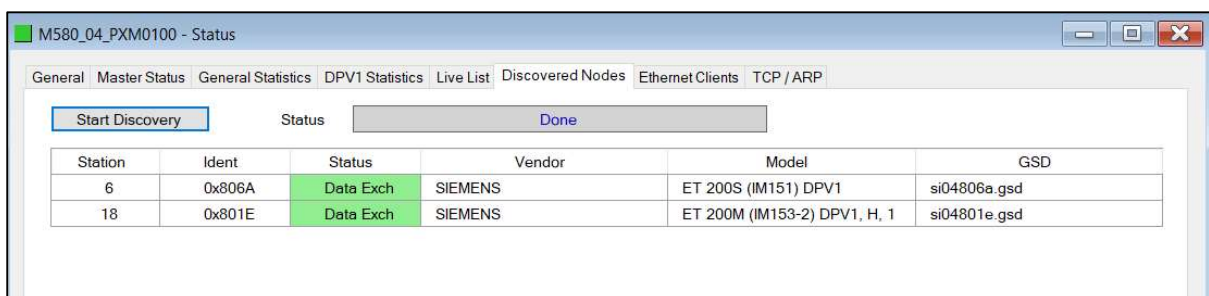 M580_04_PXM0100 - Status
General Master Status General Statistics DPV1 Statistics Live List Discovered Nodes Ethernet Clients TCP / ARP
Start Discovery Status Done
Station Ident Status Vendor Model GSD
6 0x806A Data Exch SIEMENS ET 200S (IM151) DPV1 si04806a.gsd
18 0x801E Data Exch SIEMENS ET 200M (IM153-2) DPV1, H, 1 si04801e.gsd